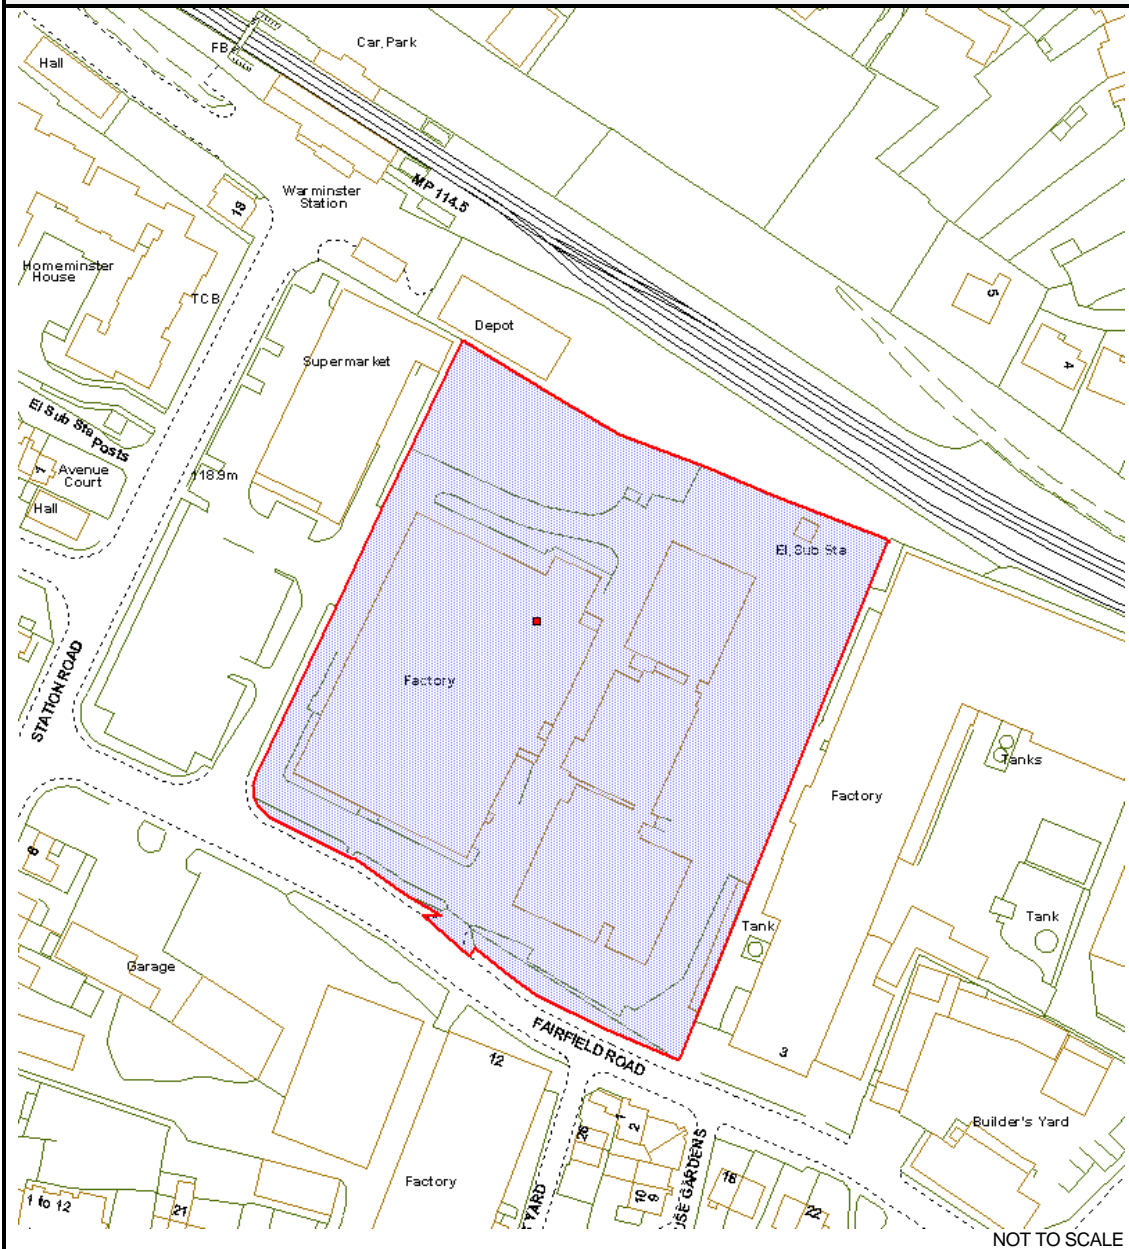 Car Park
FB
Hall
MP 114.5
Warminster
Station
18
Homeminster
House
TCB
5
Depot
4
Supermarket
El Sub Sta
Posts
1
Avenue
Court
118.9m
Hall
El Sub Sta
STATION ROAD
Factory
Tanks
Factory
6
Tank
Tank
Garage
FAIRFIELD ROAD
12
3
1
2
26
Builder's Yard
Factory
10
9
USE GARDENS
16
22
1 to 12
21
YARD
NOT TO SCALE